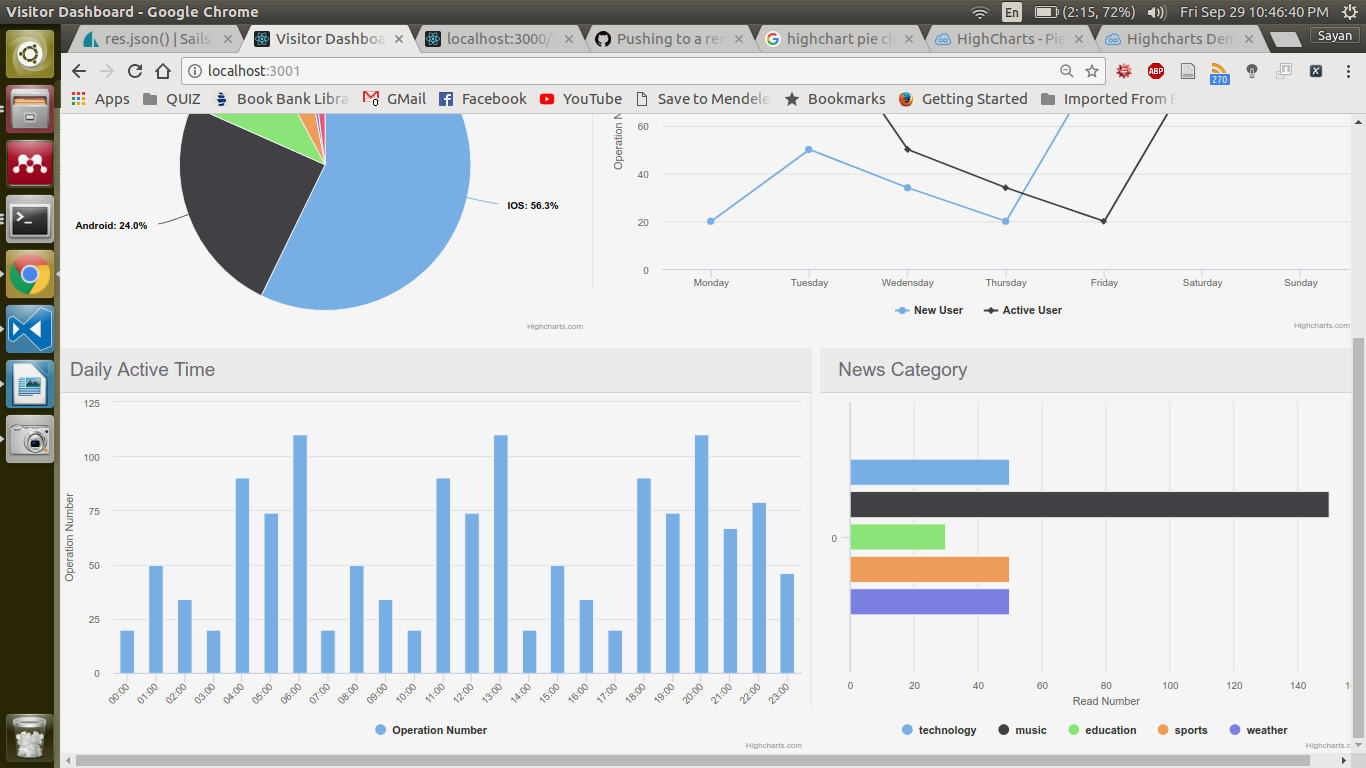 Visitor Dashboard - Google Chrome
En
(2:15, 72%)
Fri Sep 29 10:46:40 PM
res.json() | Sails
Visitor Dashboa
localhost:3000/
Pushing to a ren
highchart pie ch
HighCharts - Pie
Highcharts Dem
Sayan
localhost:3001
ABP
270
X
Apps
QUIZ
Book Bank Libra
GMail
Facebook
YouTube
Save to Mendele
Bookmarks
Getting Started
Imported From F
IOS: 56.3%
Android: 24.0%
Highcharts.com
Operation N
60
40
20
0
Monday
Tuesday
Wednesday
Thursday
Friday
Saturday
Sunday
New User
Active User
Highcharts.com
Daily Active Time
Operation Number
125
100
75
50
25
0
00:00
01:00
02:00
03:00
04:00
05:00
06:00
07:00
08:00
09:00
10:00
11:00
12:00
13:00
14:00
15:00
16:00
17:00
18:00
19:00
20:00
21:00
22:00
23:00
Operation Number
Highcharts.com
News Category
0
0
20
40
60
80
100
120
140
1
Read Number
technology
music
education
sports
weather
Highcharts.co